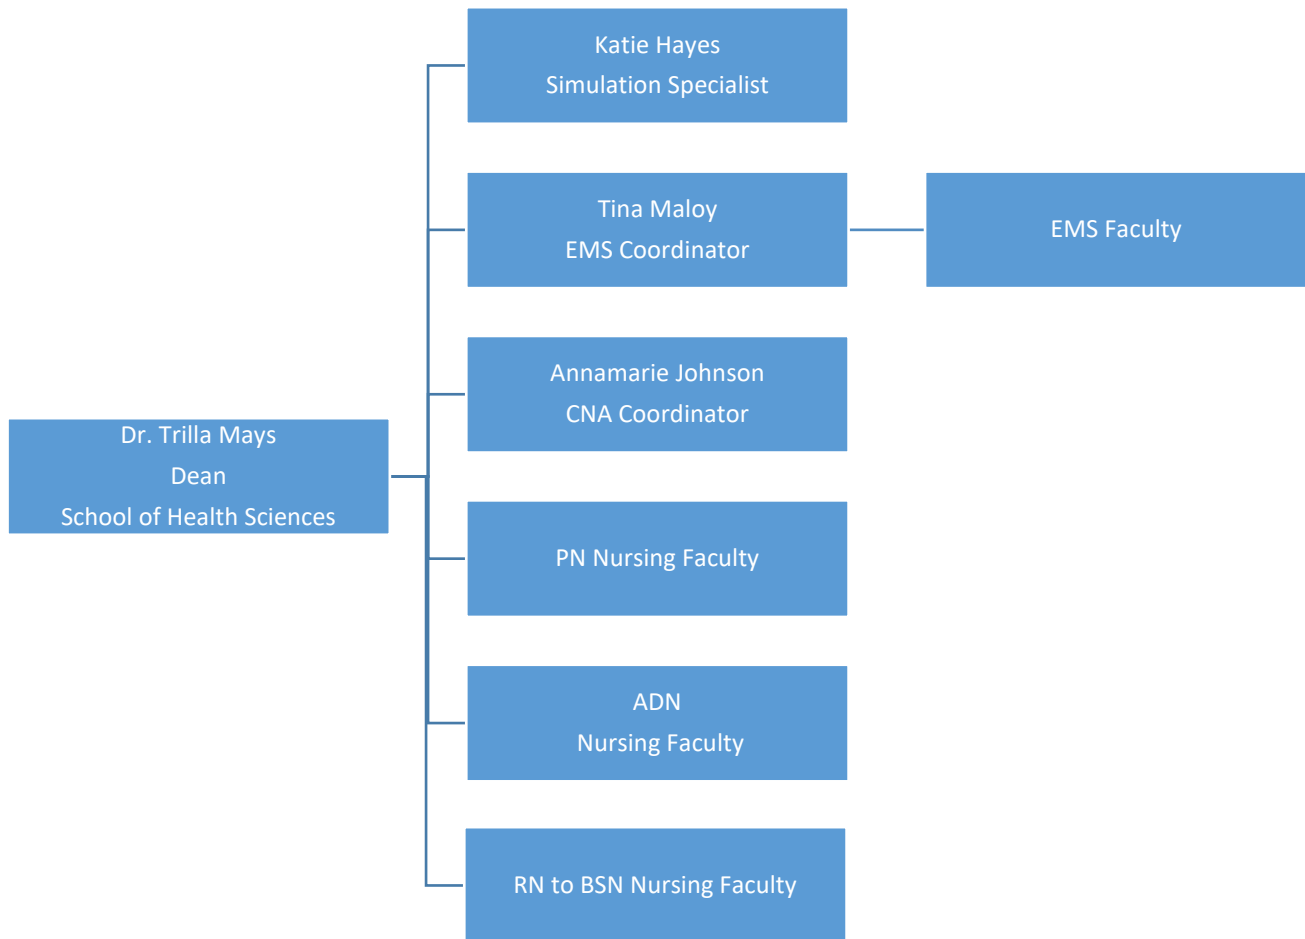 Katie Hayes
Simulation Specialist
Tina Maloy
EMS Coordinator
EMS Faculty
Annamarie Johnson
CNA Coordinator
Dr. Trilla Mays
Dean
School of Health Sciences
PN Nursing Faculty
ADN
Nursing Faculty
RN to BSN Nursing Faculty